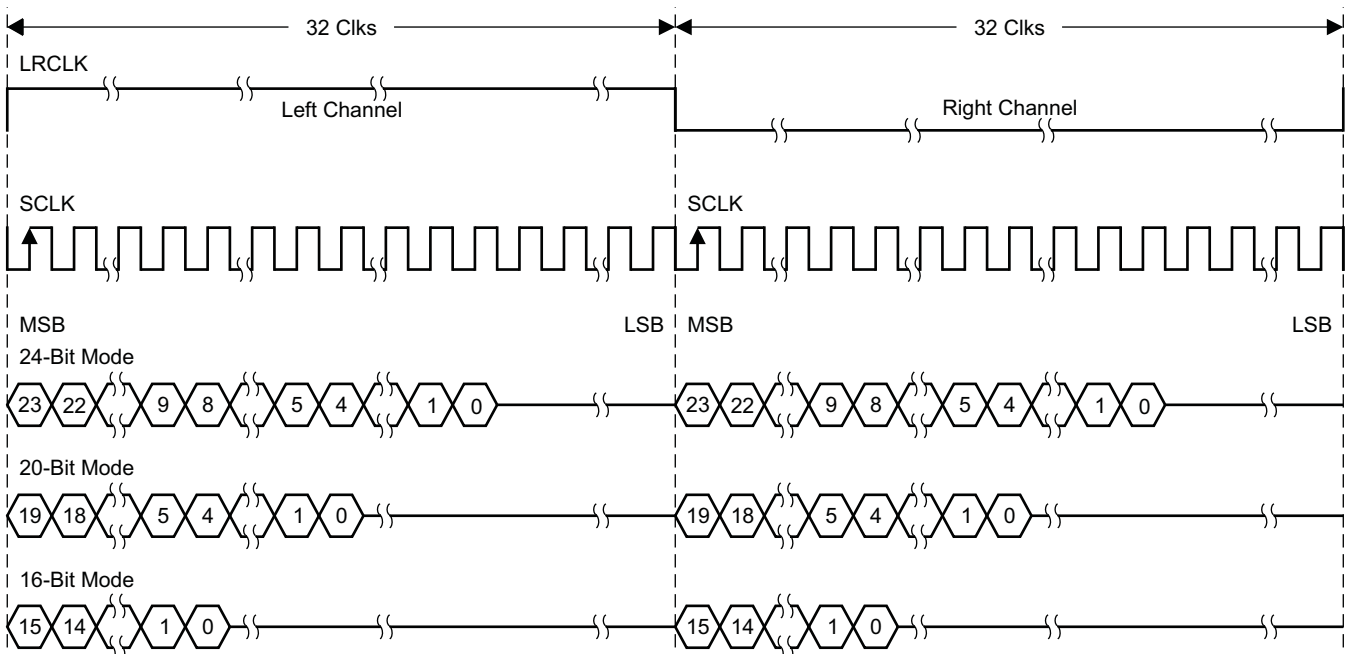 32 Clks 32 Clks
LRCLK
Left Channel Right Channel
SCLK SCLK
MSB LSB MSB LSB
24-Bit Mode
23 22 9 8 5 4 1 0 23 22 9 8 5 4 1 0
20-Bit Mode
19 18 5 4 1 0 19 18 5 4 1 0
16-Bit Mode
15 14 1 0 15 14 1 0